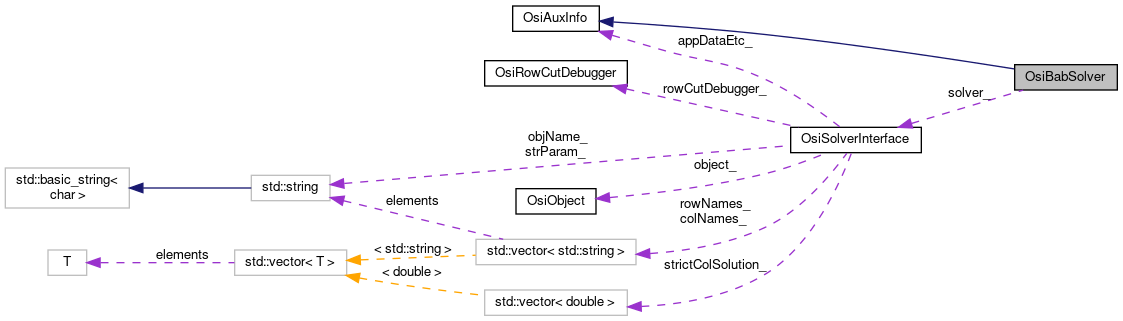 OsiAuxInfo
appDataEtc_
OsiRowCutDebugger
rowCutDebugger_
OsiBabSolver
solver_
OsiSolverInterface
objName_
strParam_
object_
std::basic_string<
char >
std::string
elements
OsiObject
rowNames_
colNames_
T
elements
std::vector< T >
< std::string >
std::vector< std::string >
< double >
strictColSolution_
std::vector< double >